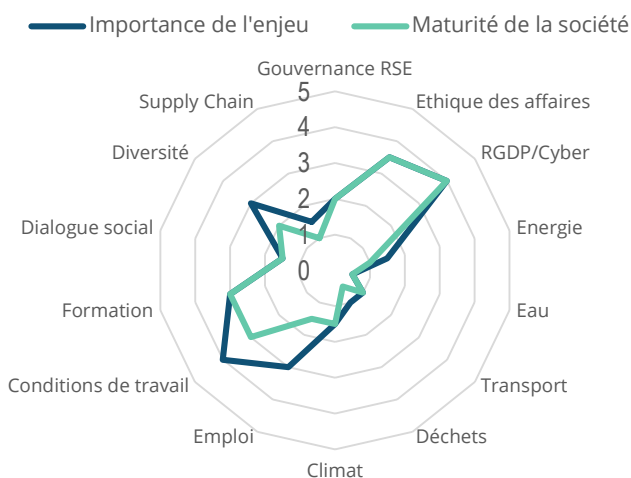 Importance de l'enjeu
Maturité de la société
Gouvernance RSE
Ethique des affaires
RGDP/Cyber
Energie
Eau
Transport
Déchets
Climat
Emploi
Conditions de travail
Formation
Dialogue social
Diversité
Supply Chain
5
4
3
2
1
0